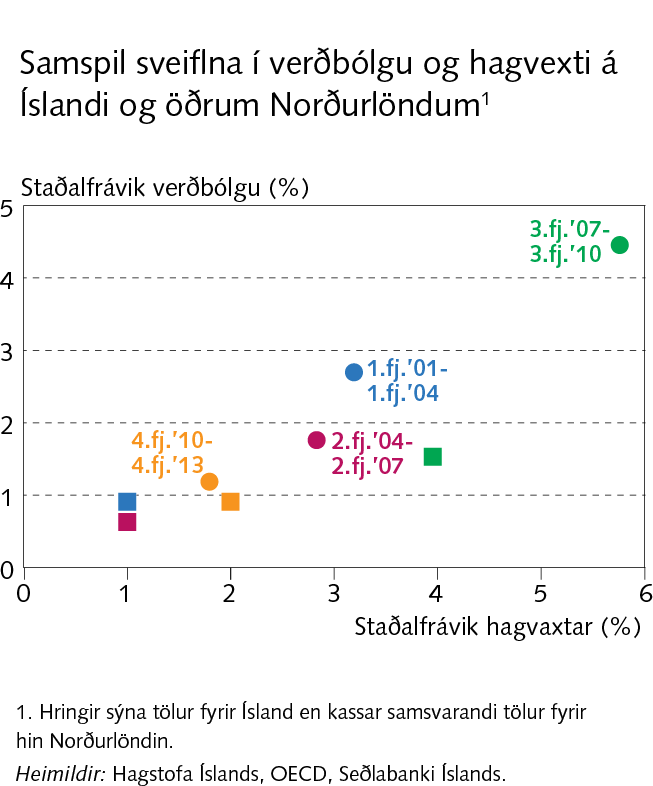 Samspil sveiflna í verðbólgu og hagvexti á
Íslandi og öðrum Norðurlöndum¹
Staðalfrávik verðbólgu (%)
5
4
3
2
1
0
3.fj.'07-
3.fj.'10
1.fj.'01-
1.fj.'04
4.fj.'10-
4.fj.'13
2.fj.'04-
2.fj.'07
0 1 2 3 4 5 6
Staðalfrávik hagvaxtar (%)
1. Hringir sýna tölur fyrir Ísland en kassar samsvarandi tölur fyrir
hin Norðurlöndin.
Heimildir: Hagstofa Íslands, OECD, Seðlabanki Íslands.